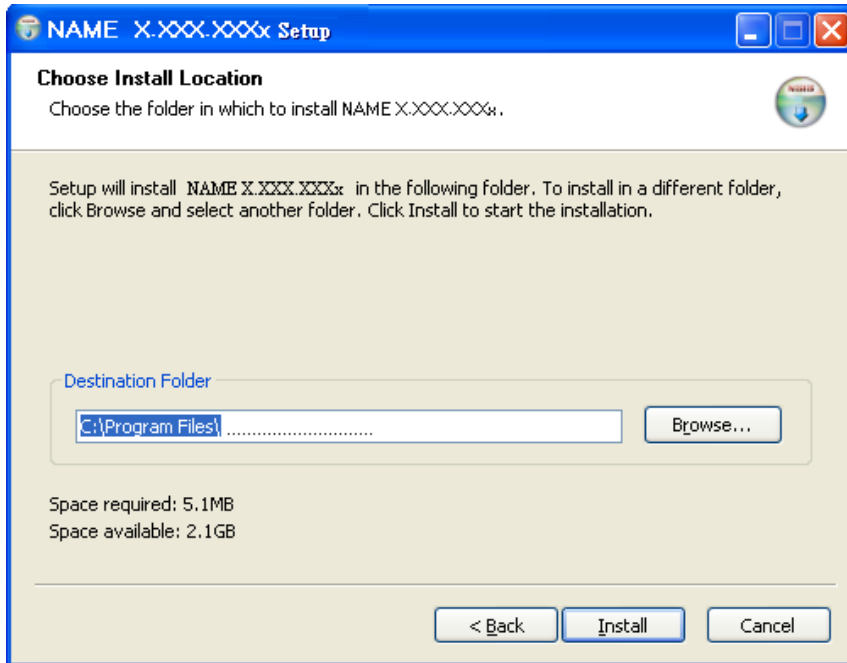 NAME X.XXX.XXXx Setup
Choose Install Location
Choose the folder in which to install NAME X.XXX.XXXx.
Setup will install NAME X.XXX.XXXx in the following folder. To install in a different folder,
click Browse and select another folder. Click Install to start the installation.
Destination Folder
C:\Program Files\ .............................
Browse...
Space required: 5.1MB
Space available: 2.1GB
< Back
Install
Cancel